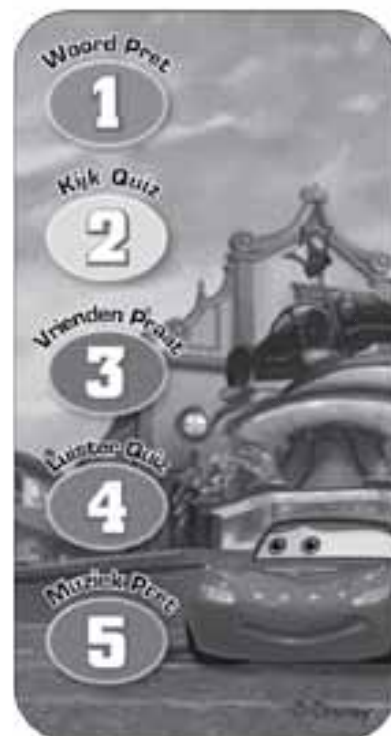 Woord Pret
1
Kijk Quiz
2
Vrienden Praat
3
Luister Quiz
4
Muziek Pret
5
© Disney